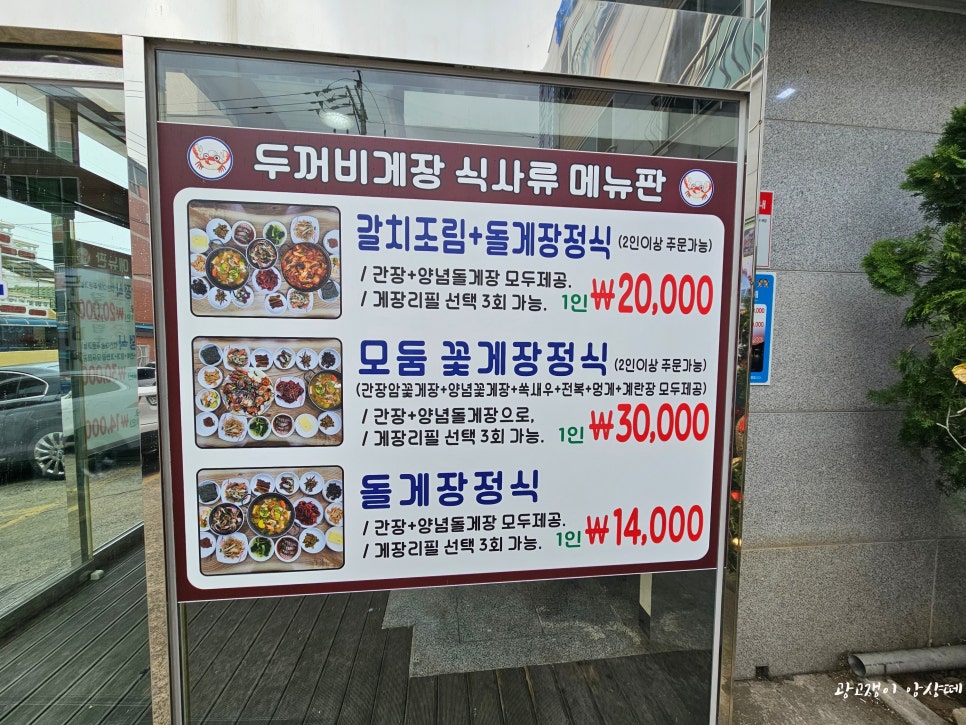 두꺼비게장 식사류 메뉴판
갈치조림+돌게장정식 (2인이상 주문가능)
/ 간장+양념돌게장 모두제공.
/ 게장리필 선택 3회 가능. 1인 ₩20,000
모둠 꽃게장정식 (2인이상 주문가능)
(간장암꽃게장+양념꽃게장+쏙새우+전복+멍게+계란장 모두제공)
/ 간장+양념돌게장으로,
/ 게장리필 선택 3회 가능. 1인 ₩30,000
돌게장정식
/ 간장+양념돌게장 모두제공.
/ 게장리필 선택 3회 가능. 1인 ₩14,000
광고쟁이 앙샹떼